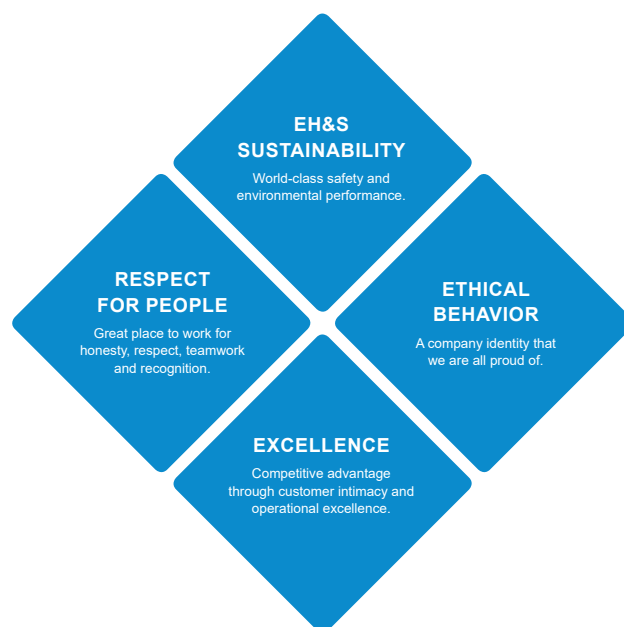 EH&S
SUSTAINABILITY
World-class safety and
environmental performance.
RESPECT
FOR PEOPLE
Great place to work for
honesty, respect, teamwork
and recognition.
ETHICAL
BEHAVIOR
A company identity that
we are all proud of.
EXCELLENCE
Competitive advantage
through customer intimacy and
operational excellence.